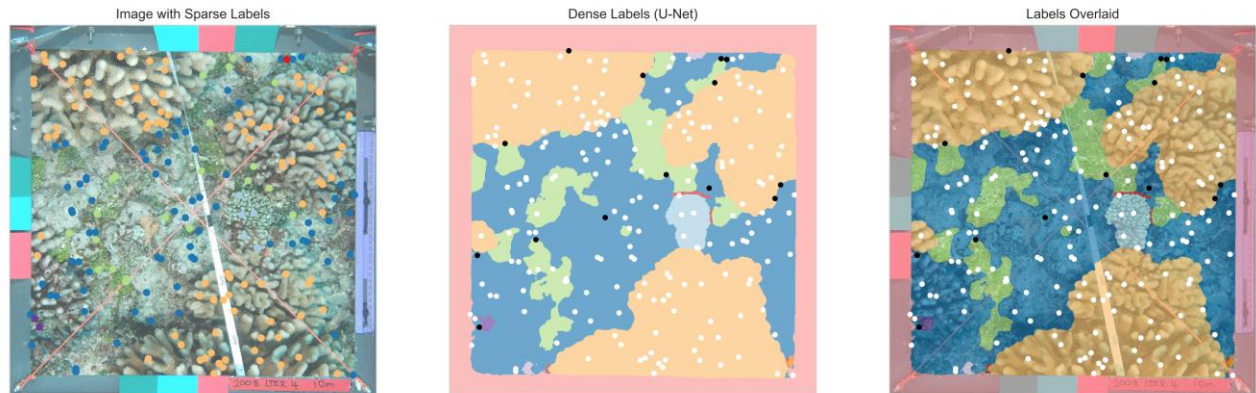 Image with Sparse Labels
Dense Labels (U-Net)
Labels Overlaid
2008 LTER 4 10m
2008 LTER 4 10m